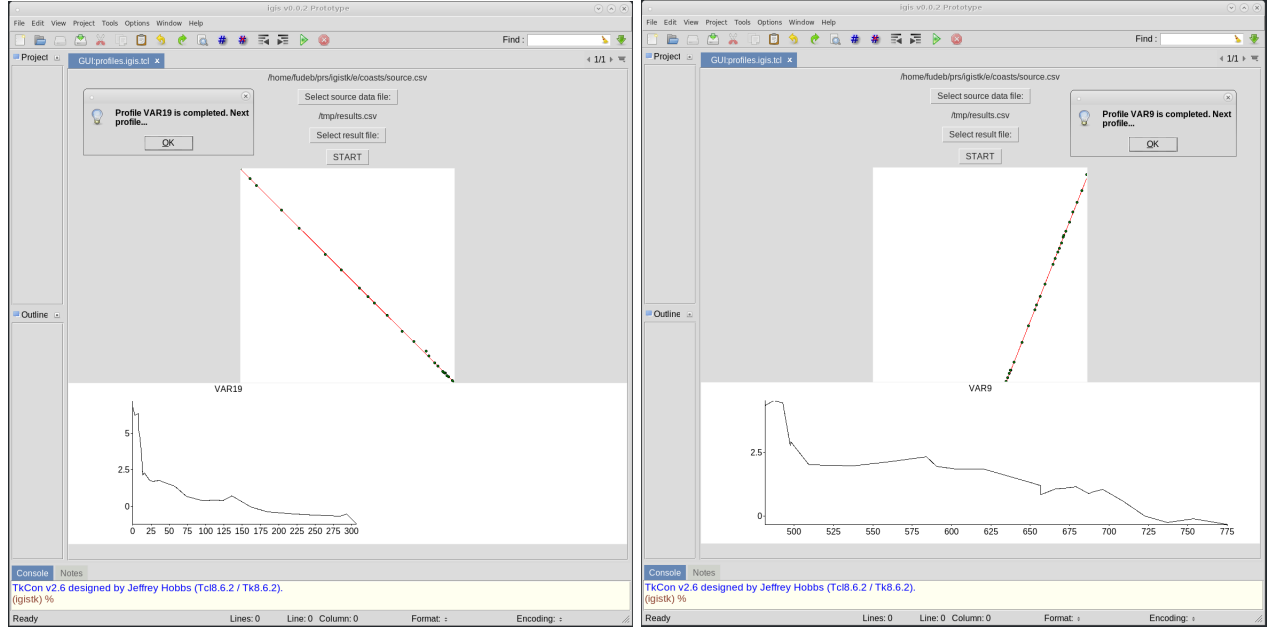 igis v0.0.2 Prototype
File Edit View Project Tools Options Window Help
Find :
Project
GUI:profiles.igis.tcl x
1/1
/home/fudeb/prs/igistk/e/coasts/source.csv
Select source data file:
/tmp/results.csv
Select result file:
START
Profile VAR19 is completed. Next
profile...
OK
Outline
VAR19
5
2.5
0
0 25 50 75 100 125 150 175 200 225 250 275 300
Console Notes
TkCon v2.6 designed by Jeffrey Hobbs (Tcl8.6.2 / Tk8.6.2).
(igistk) %
Ready Lines: 0 Line: 0 Column: 0 Format: Encoding:
igis v0.0.2 Prototype
File Edit View Project Tools Options Window Help
Find :
Project
GUI:profiles.igis.tcl x
1/1
/home/fudeb/prs/igistk/e/coasts/source.csv
Select source data file:
/tmp/results.csv
Select result file:
START
Profile VAR9 is completed. Next
profile...
OK
Outline
VAR9
2.5
0
500 525 550 575 600 625 650 675 700 725 750 775
Console Notes
TkCon v2.6 designed by Jeffrey Hobbs (Tcl8.6.2 / Tk8.6.2).
(igistk) %
Ready Lines: 0 Line: 0 Column: 0 Format: Encoding: